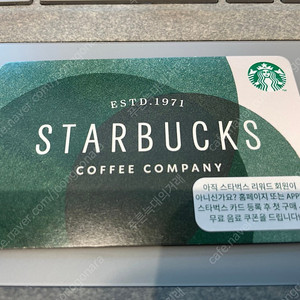 ESTD.1971
STARBUCKS
COFFEE COMPANY
아직 스타벅스 리워드 회원이
아니신가요? 홈페이지 또는 APP
스타벅스 카드 등록 후 첫 구매
무료 음료 쿠폰을 드립니다